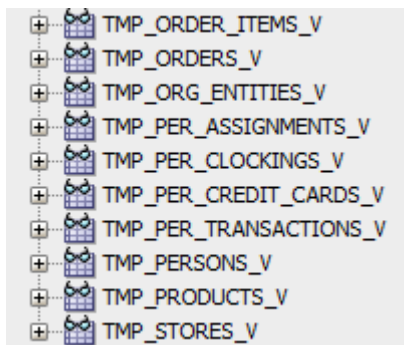 TMP_ORDER_ITEMS_V
TMP_ORDERS_V
TMP_ORG_ENTITIES_V
TMP_PER_ASSIGNMENTS_V
TMP_PER_CLOCKINGS_V
TMP_PER_CREDIT_CARDS_V
TMP_PER_TRANSACTIONS_V
TMP_PERSONS_V
TMP_PRODUCTS_V
TMP_STORES_V